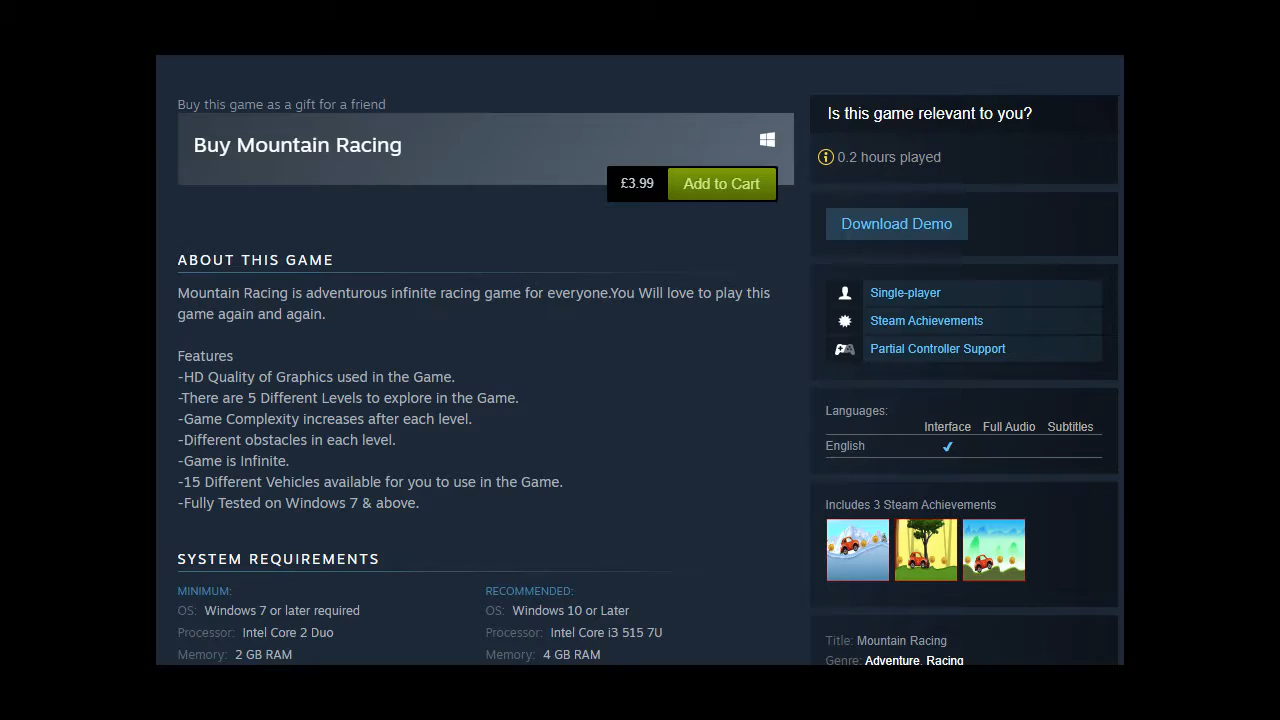 Buy this game as a gift for a friend
Buy Mountain Racing
£3.99 Add to Cart
ABOUT THIS GAME
Mountain Racing is adventurous infinite racing game for everyone.You Will love to play this
game again and again.
Features
-HD Quality of Graphics used in the Game.
-There are 5 Different Levels to explore in the Game.
-Game Complexity increases after each level.
-Different obstacles in each level.
-Game is Infinite.
-15 Different Vehicles available for you to use in the Game.
-Fully Tested on Windows 7 & above.
SYSTEM REQUIREMENTS
MINIMUM:
OS: Windows 7 or later required
Processor: Intel Core 2 Duo
Memory: 2 GB RAM
RECOMMENDED:
OS: Windows 10 or Later
Processor: Intel Core i3 515 7U
Memory: 4 GB RAM
Is this game relevant to you?
0.2 hours played
Download Demo
Single-player
Steam Achievements
Partial Controller Support
Languages:
Interface Full Audio Subtitles
English ✔
Includes 3 Steam Achievements
Title: Mountain Racing
Genre: Adventure, Racing